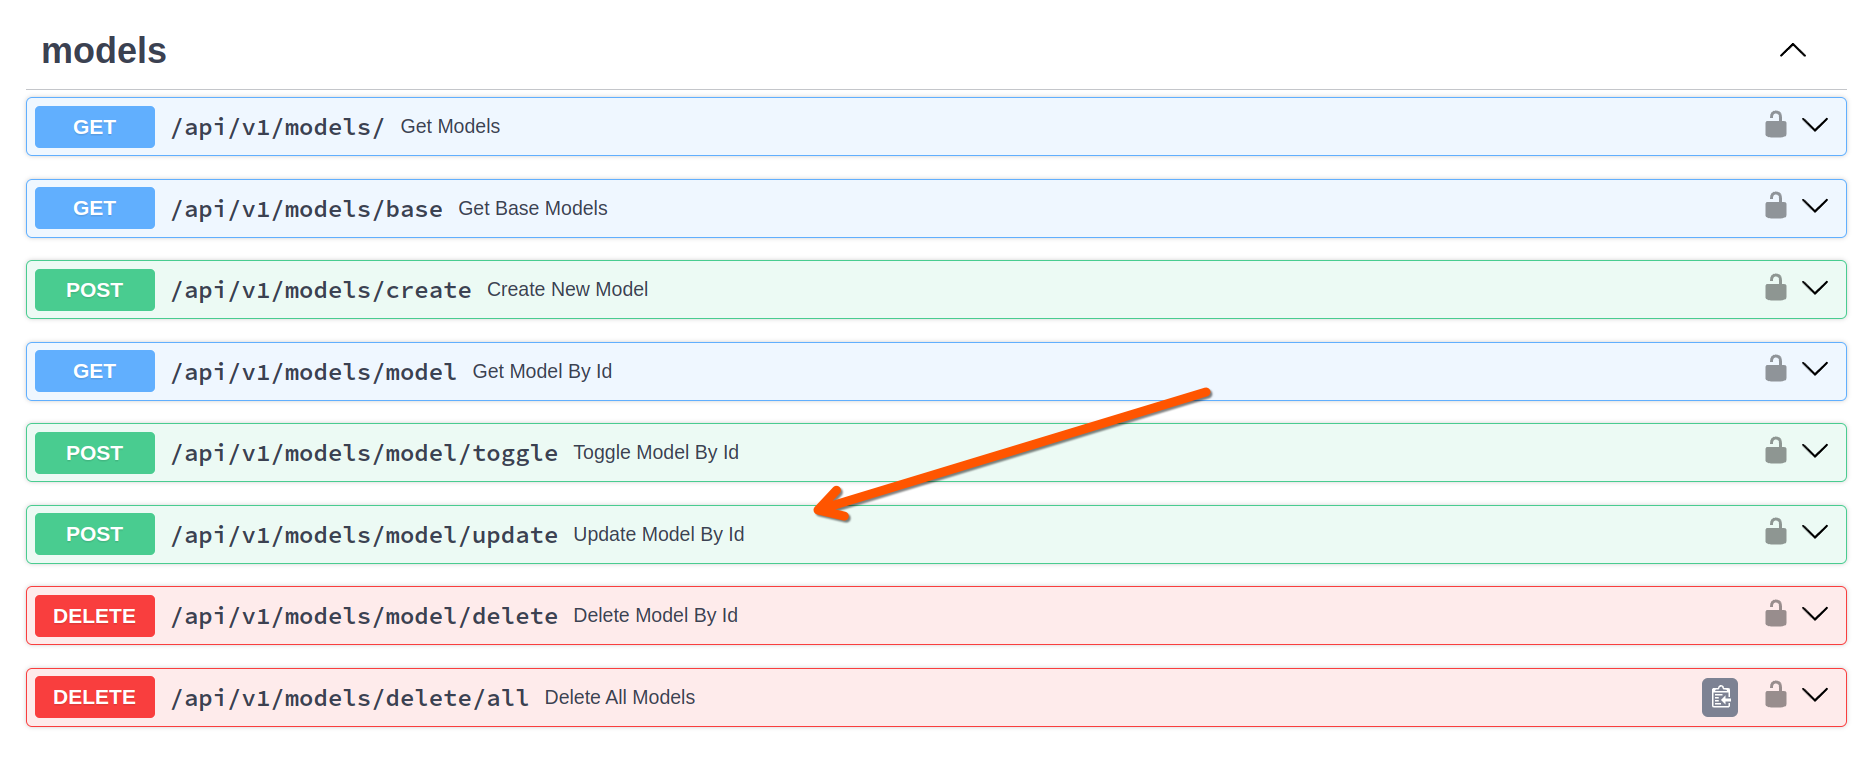 models
GET /api/v1/models/ Get Models
GET /api/v1/models/base Get Base Models
POST /api/v1/models/create Create New Model
GET /api/v1/models/model Get Model By Id
POST /api/v1/models/model/toggle Toggle Model By Id
POST /api/v1/models/model/update Update Model By Id
DELETE /api/v1/models/model/delete Delete Model By Id
DELETE /api/v1/models/delete/all Delete All Models